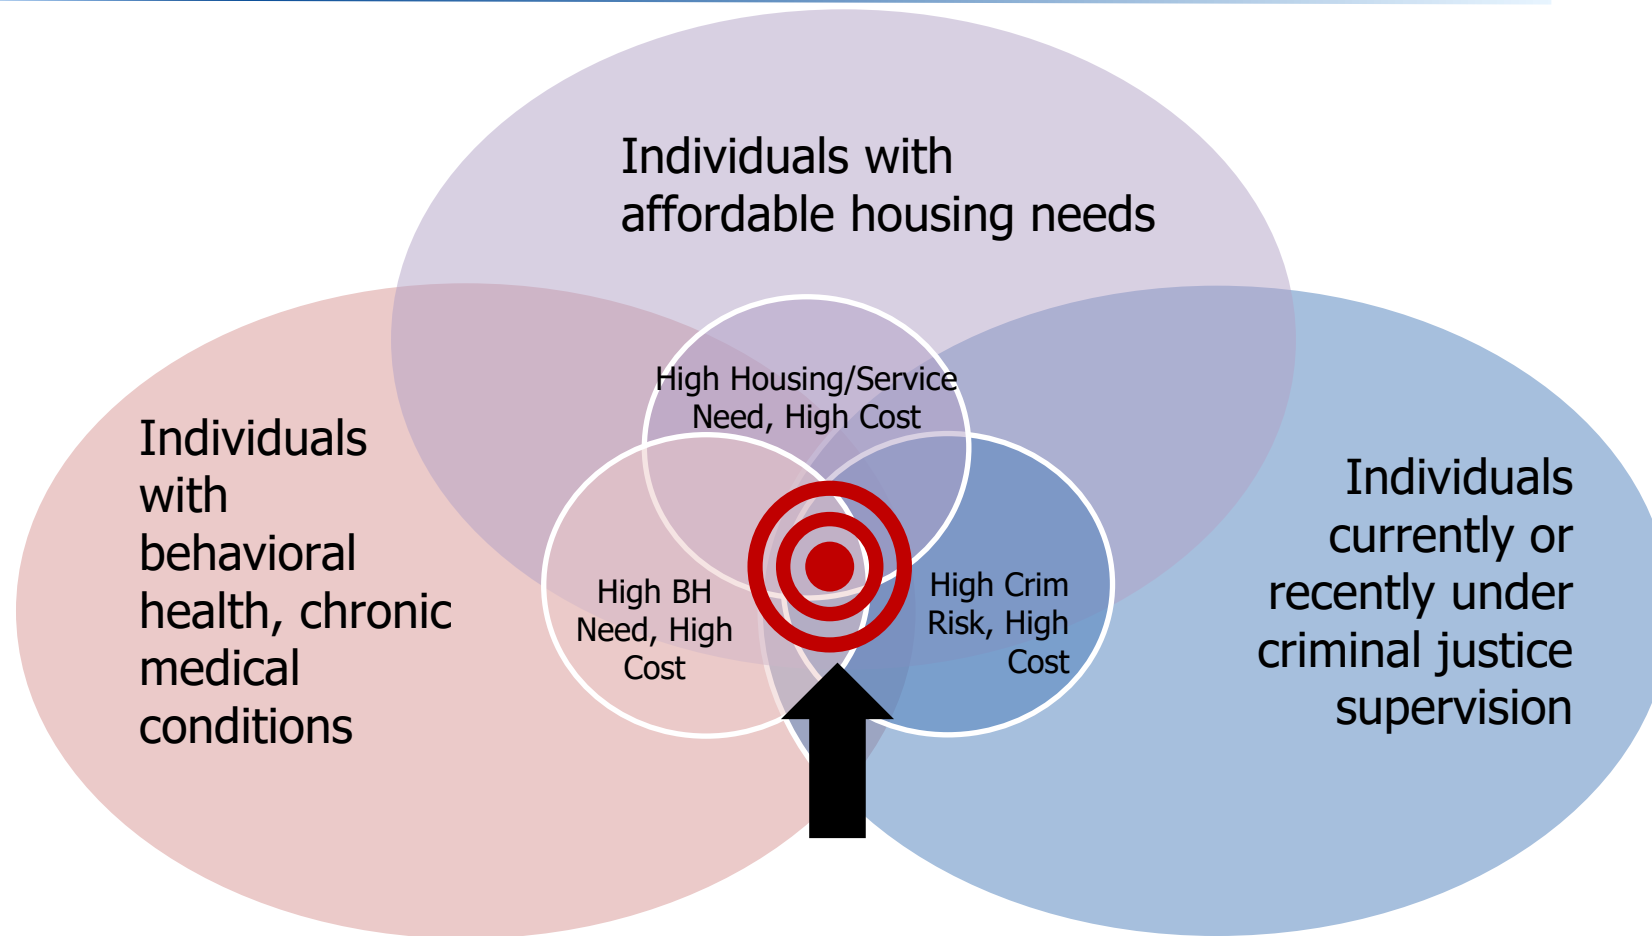 Individuals with
affordable housing needs
High Housing/Service
Need, High Cost
Individuals
with
behavioral
health, chronic
medical
conditions
High BH
Need, High
Cost
High Crim
Risk, High
Cost
Individuals
currently or
recently under
criminal justice
supervision